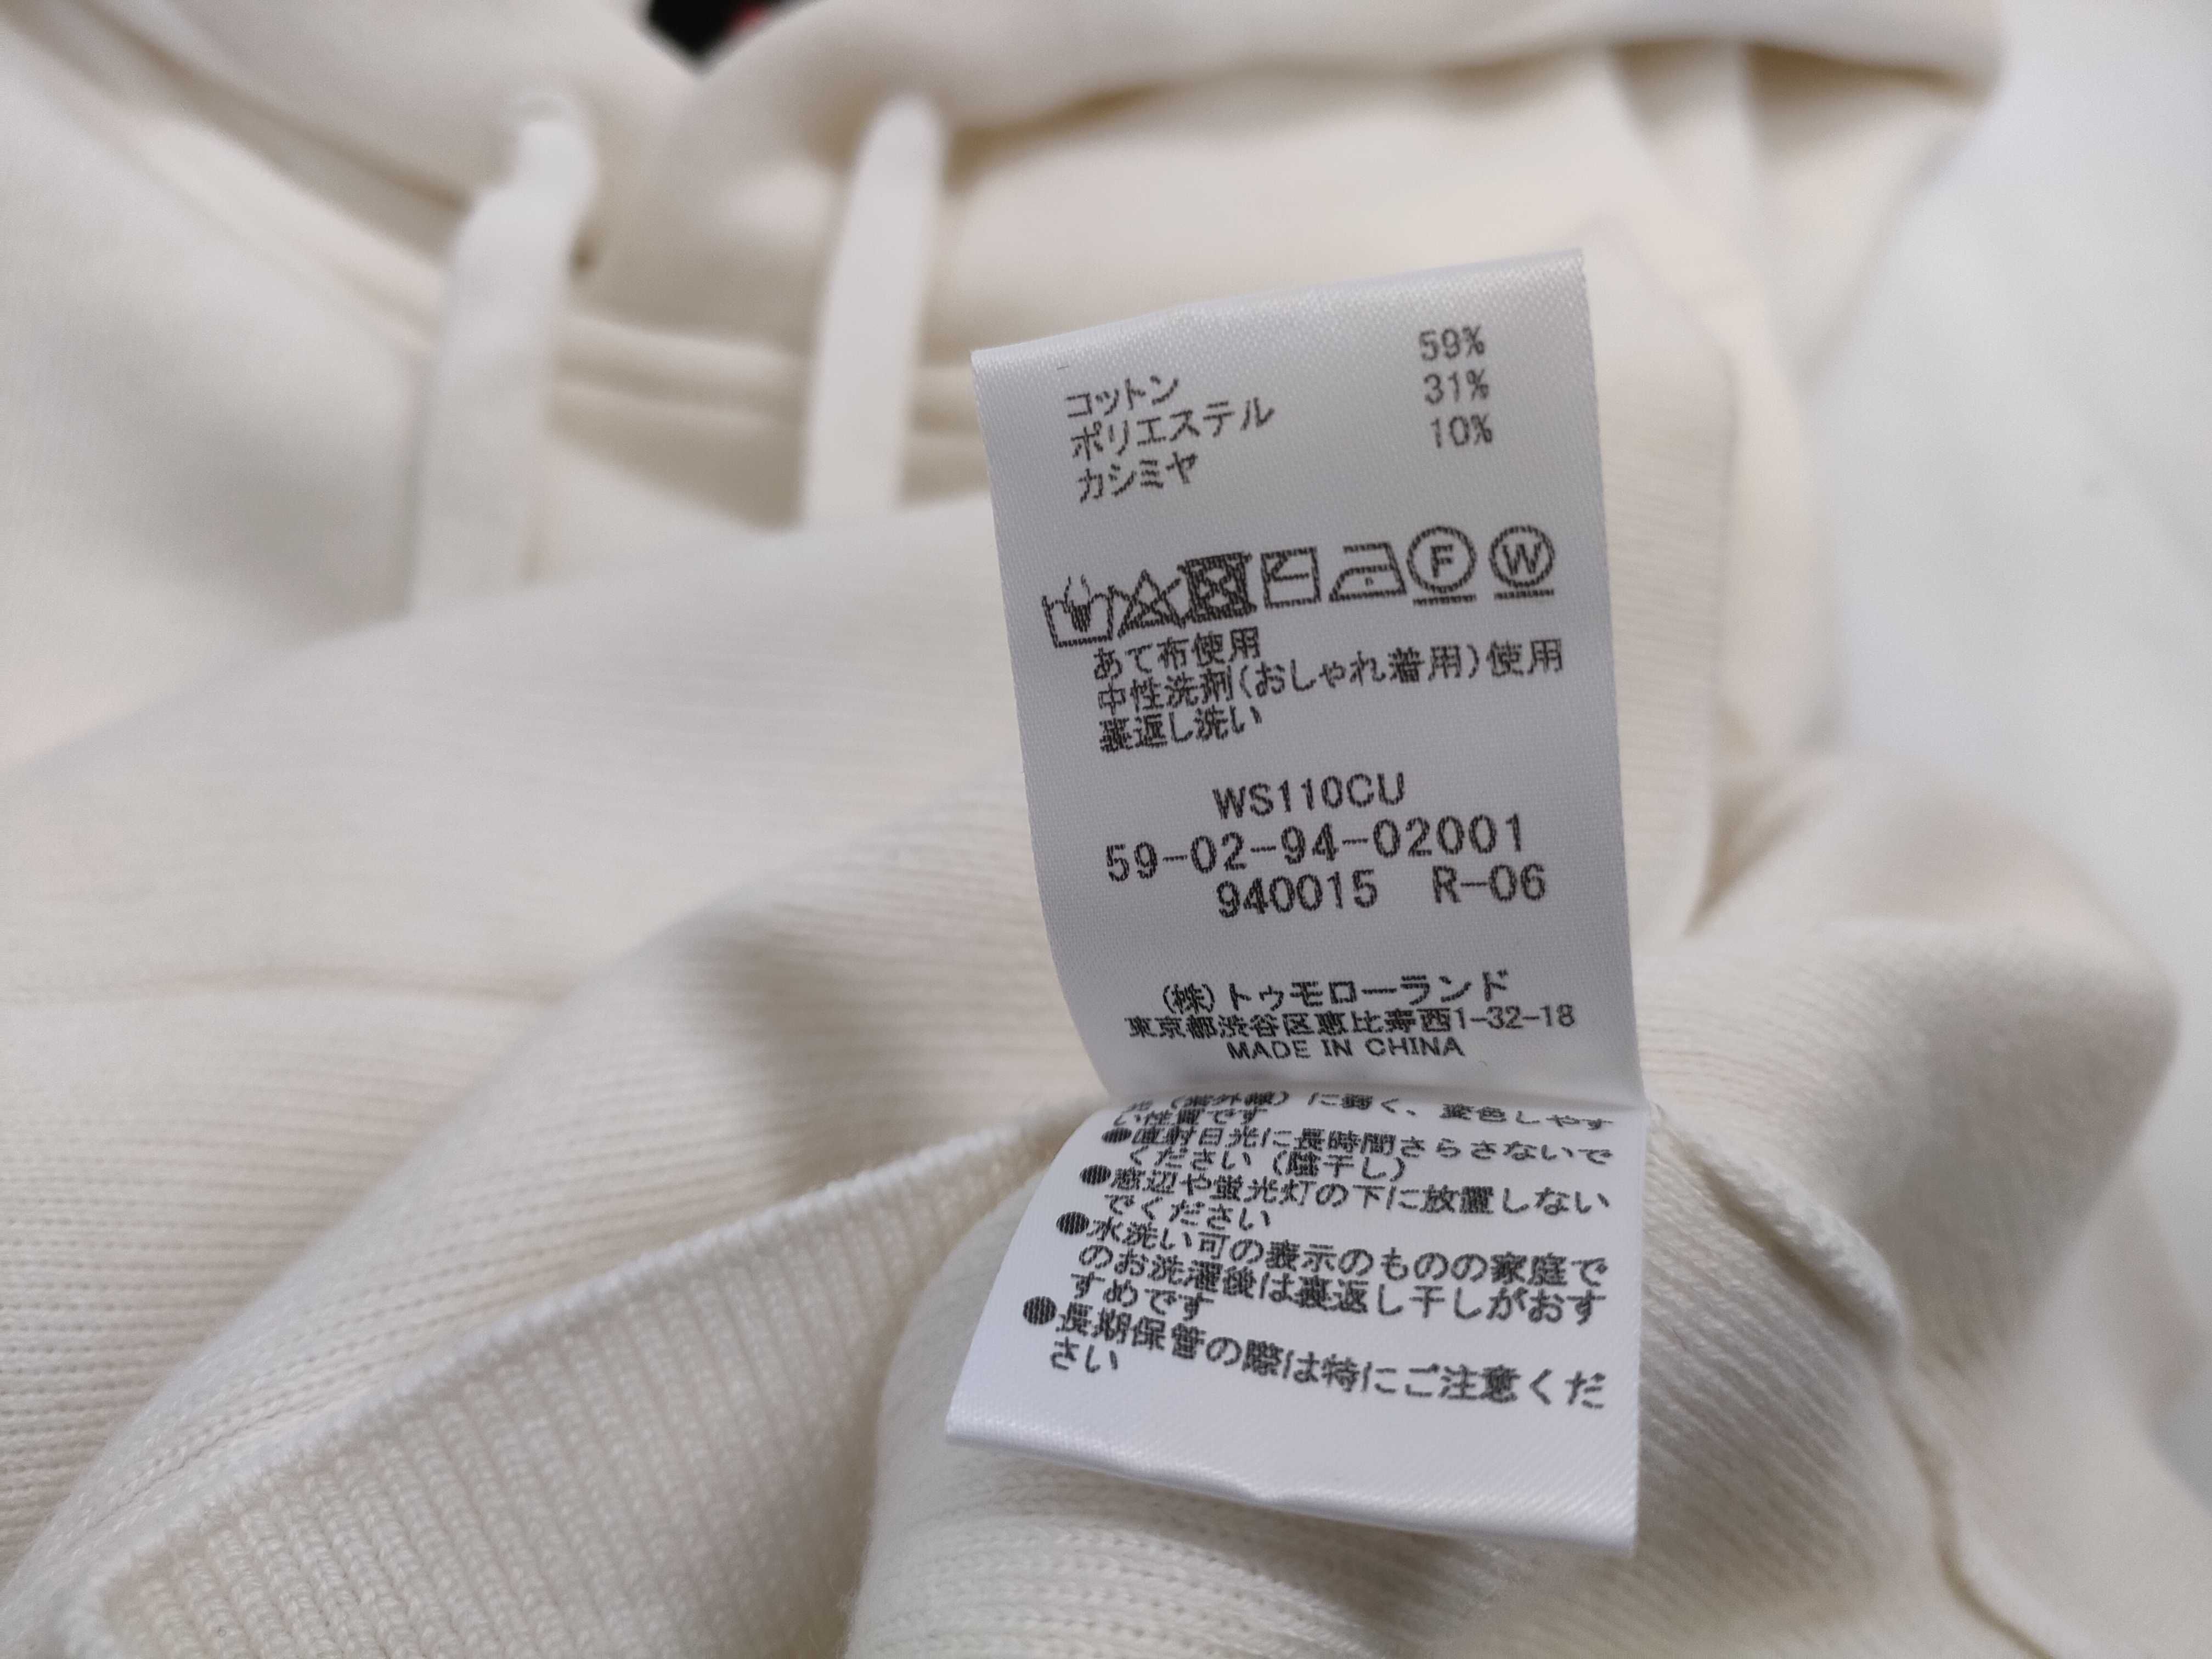 コットン 59%
ポリエステル 31%
カシミヤ 10%
F W
あて布使用
中性洗剤(おしゃれ着用)使用
裏返し洗い
WS110CU
59-02-94-02001
940015 R-06
(株)トゥモローランド
東京都渋谷区恵比寿西1-32-18
MADE IN CHINA
光(紫外線)に弱く、変色しやす
い性質です
●直射日光に長時間さらさないで
ください(陰干し)
●窓辺や蛍光灯の下に放置しない
でください
●水洗い可の表示のものの家庭で
のお洗濯後は裏返し干しがおす
すめです
●長期保管の際は特にご注意くだ
さい